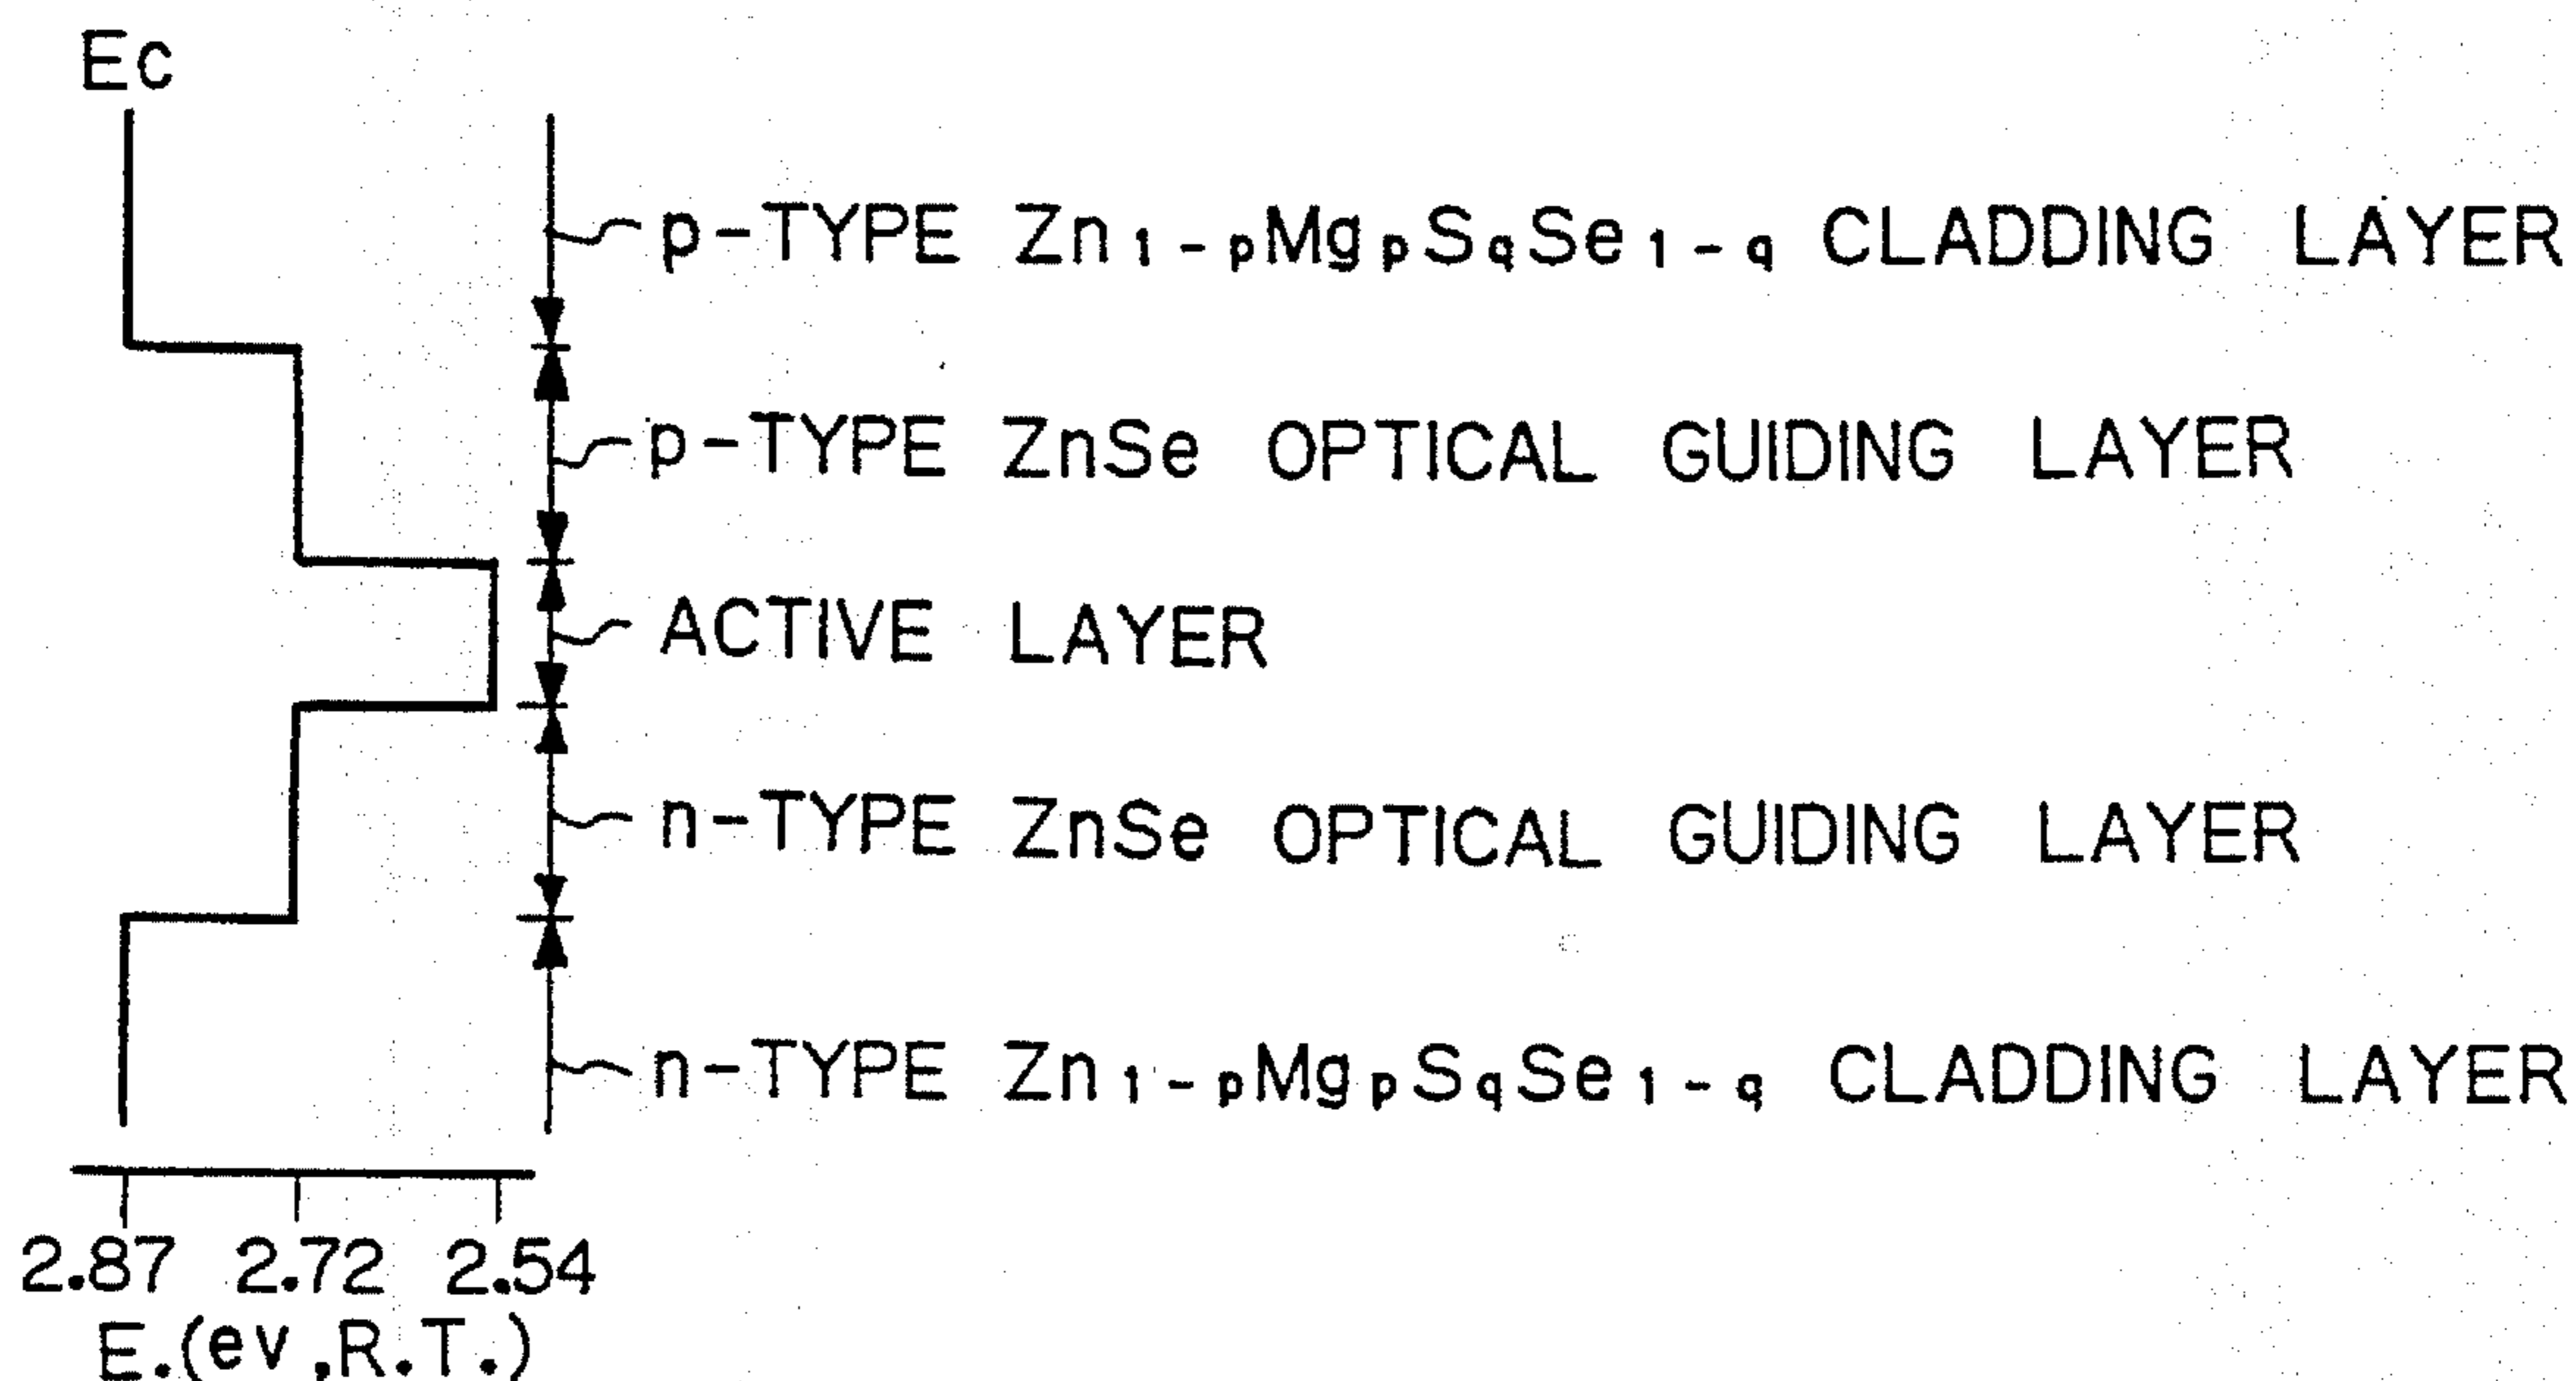 Ec
p-TYPE Zn1-pMgpSqSe1-q CLADDING LAYER
p-TYPE ZnSe OPTICAL GUIDING LAYER
ACTIVE LAYER
n-TYPE ZnSe OPTICAL GUIDING LAYER
n-TYPE Zn1-pMgpSqSe1-q CLADDING LAYER
2.87 2.72 2.54
E.(ev,R.T.)